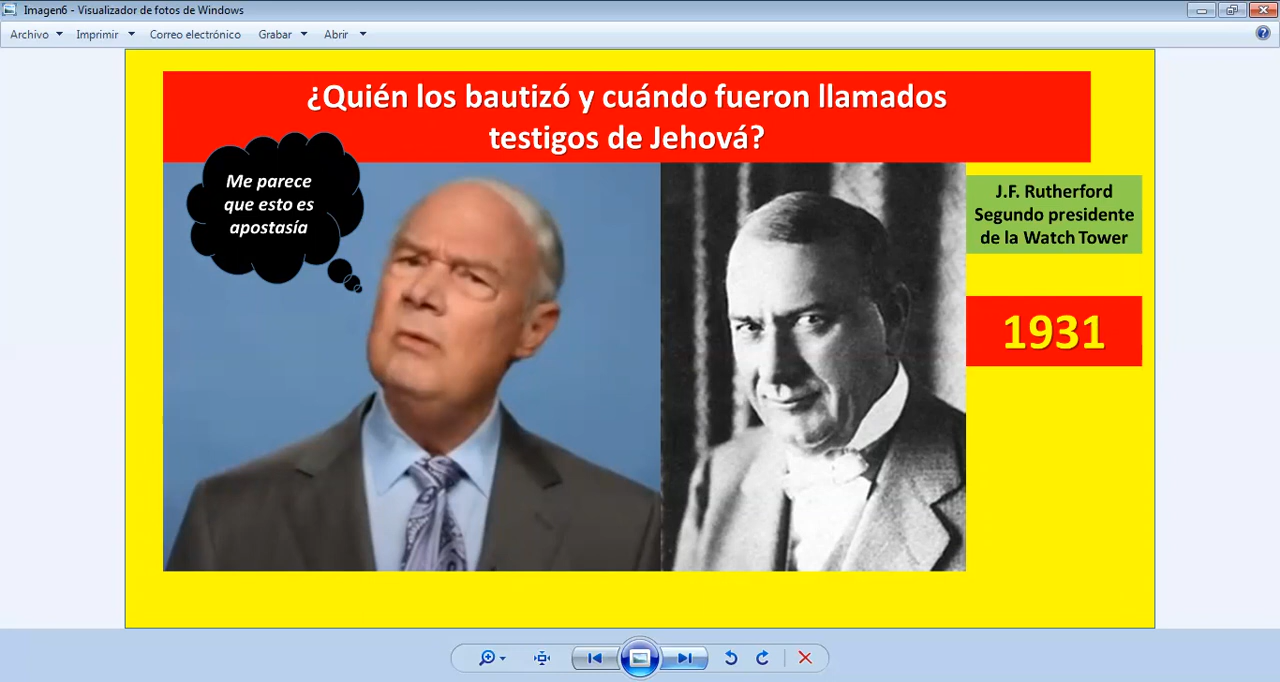 Imagen6 - Visualizador de fotos de Windows
Archivo Imprimir Correo electrónico Grabar Abrir
¿Quién los bautizó y cuándo fueron llamados
testigos de Jehová?
Me parece
que esto es
apostasía
J.F. Rutherford
Segundo presidente
de la Watch Tower
1931